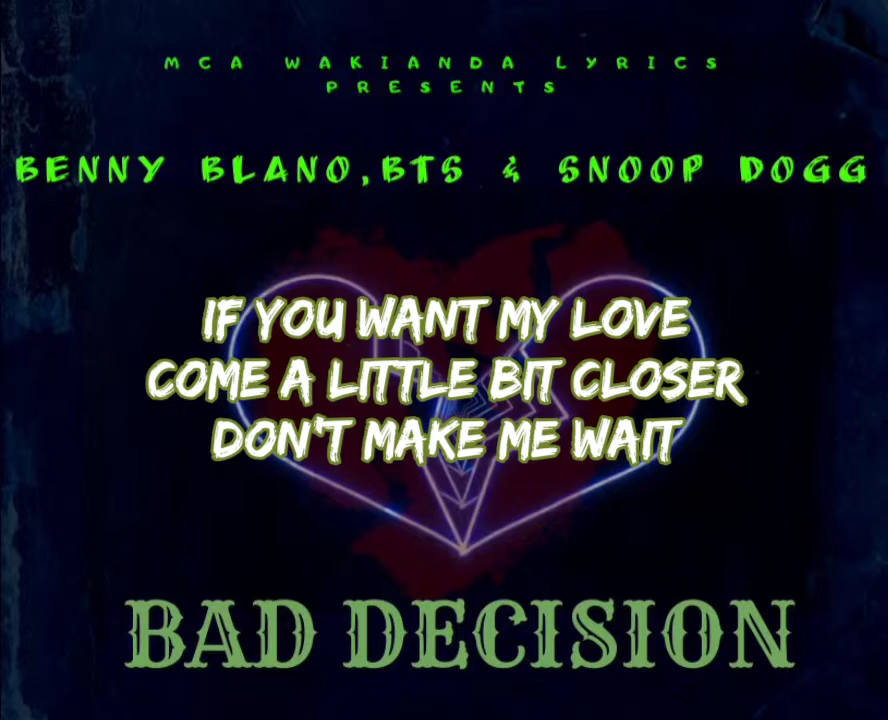 MCA WAKIANDA LYRICS
PRESENTS
BENNY BLANO,BTS & SNOOP DOGG
IF YOU WANT MY LOVE
COME A LITTLE BIT CLOSER
DON'T MAKE ME WAIT
BAD DECISION